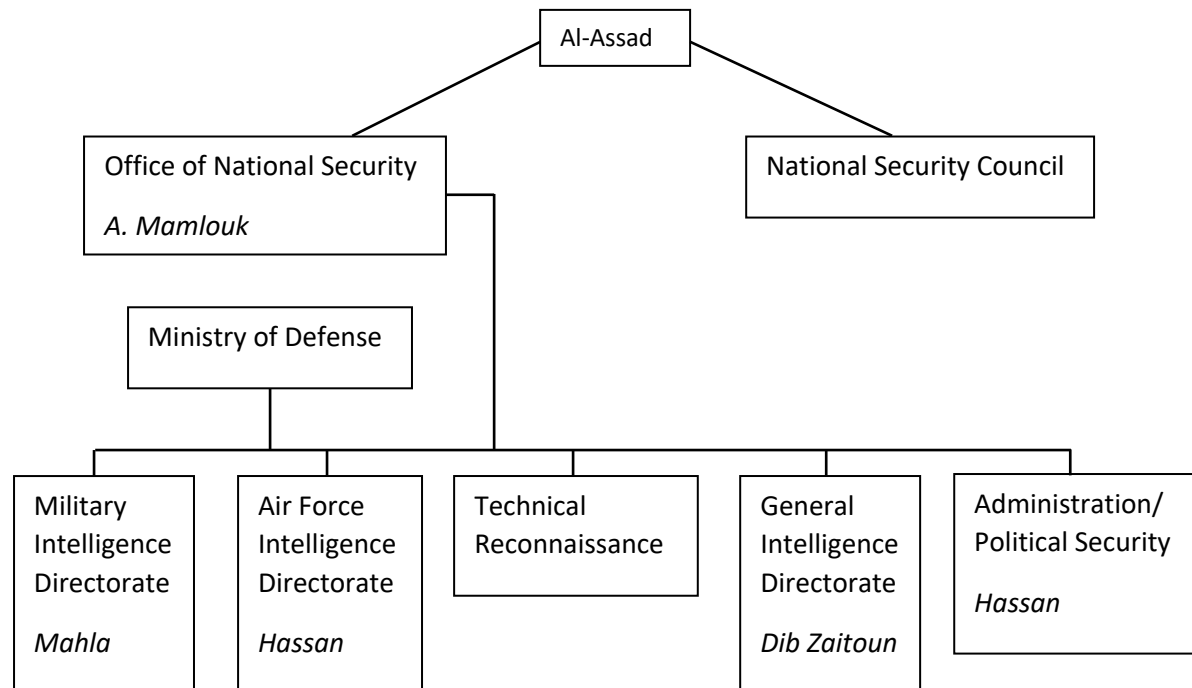 Al-Assad
Office of National Security
A. Mamlouk
National Security Council
Ministry of Defense
Military
Intelligence
Directorate
Mahla
Air Force
Intelligence
Directorate
Hassan
Technical
Reconnaissance
General
Intelligence
Directorate
Dib Zaitoun
Administration/
Political Security
Hassan